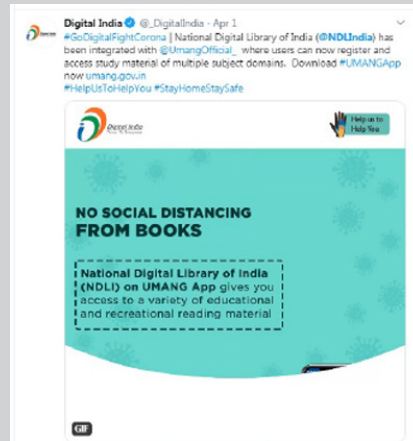 Digital India @_DigitalIndia · Apr 1
#GoDigitalFightCorona | National Digital Library of India (@NDLIndia) has
been integrated with @UmangOfficial_ where users can now register and
access study material of multiple subject domains. Download #UMANGApp
now umang.gov.in
#HelpUsToHelpYou #StayHomeStaySafe
Digital India
Help us to
Help You
NO SOCIAL DISTANCING
FROM BOOKS
National Digital Library of India
(NDLI) on UMANG App gives you
access to a variety of educational
and recreational reading material
GIF